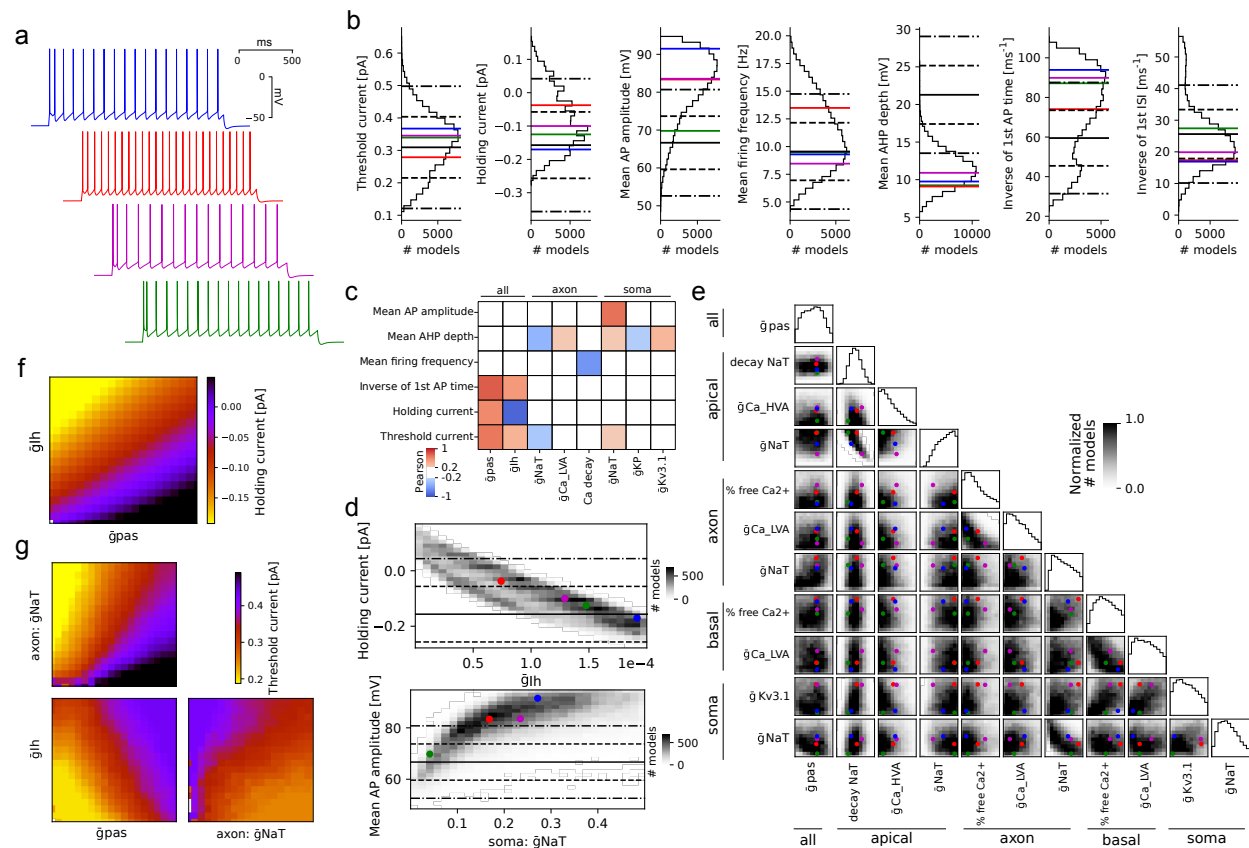 a
ms
0
500
0
mV
−50
b
Threshold current [pA]
0.6
0.5
0.4
0.3
0.2
0.1
0
5000
# models
Holding current [pA]
0.1
0.0
−0.1
−0.2
−0.3
0
5000
# models
Mean AP amplitude [mV]
90
80
70
60
50
0
5000
# models
Mean firing frequency [Hz]
20.0
17.5
15.0
12.5
10.0
7.5
5.0
0
5000
# models
Mean AHP depth [mV]
30
25
20
15
10
5
0
10000
# models
Inverse of 1st AP time [ms⁻¹]
100
80
60
40
20
0
5000
# models
Inverse of 1st ISI [ms⁻¹]
50
40
30
20
10
0
0
5000
# models
c
all
axon
soma
Mean AP amplitude
Mean AHP depth
Mean firing frequency
Inverse of 1st AP time
Holding current
Threshold current
Pearson
1
0.2
-0.2
-1
ḡpas
ḡIh
ḡNaT
ḡCa_LVA
Ca decay
ḡNaT
ḡKP
ḡKv3.1
d
Holding current [pA]
0.0
−0.2
0.5
1.0
1.5
1e−4
ḡIh
# models
500
0
Mean AP amplitude [mV]
80
60
0.1
0.2
0.3
0.4
soma: ḡNaT
# models
500
0
e
all
apical
axon
basal
soma
ḡpas
decay NaT
ḡCa_HVA
ḡNaT
% free Ca2+
ḡCa_LVA
ḡNaT
% free Ca2+
ḡCa_LVA
ḡKv3.1
ḡNaT
Normalized
# models
1.0
0.0
ḡpas
decay NaT
ḡCa_HVA
ḡNaT
% free Ca2+
ḡCa_LVA
ḡNaT
% free Ca2+
ḡCa_LVA
ḡKv3.1
ḡNaT
all
apical
axon
basal
soma
f
ḡIh
ḡpas
0.00
−0.05
−0.10
−0.15
Holding current [pA]
g
axon: ḡNaT
0.4
0.3
0.2
Threshold current [pA]
ḡIh
ḡpas
axon: ḡNaT